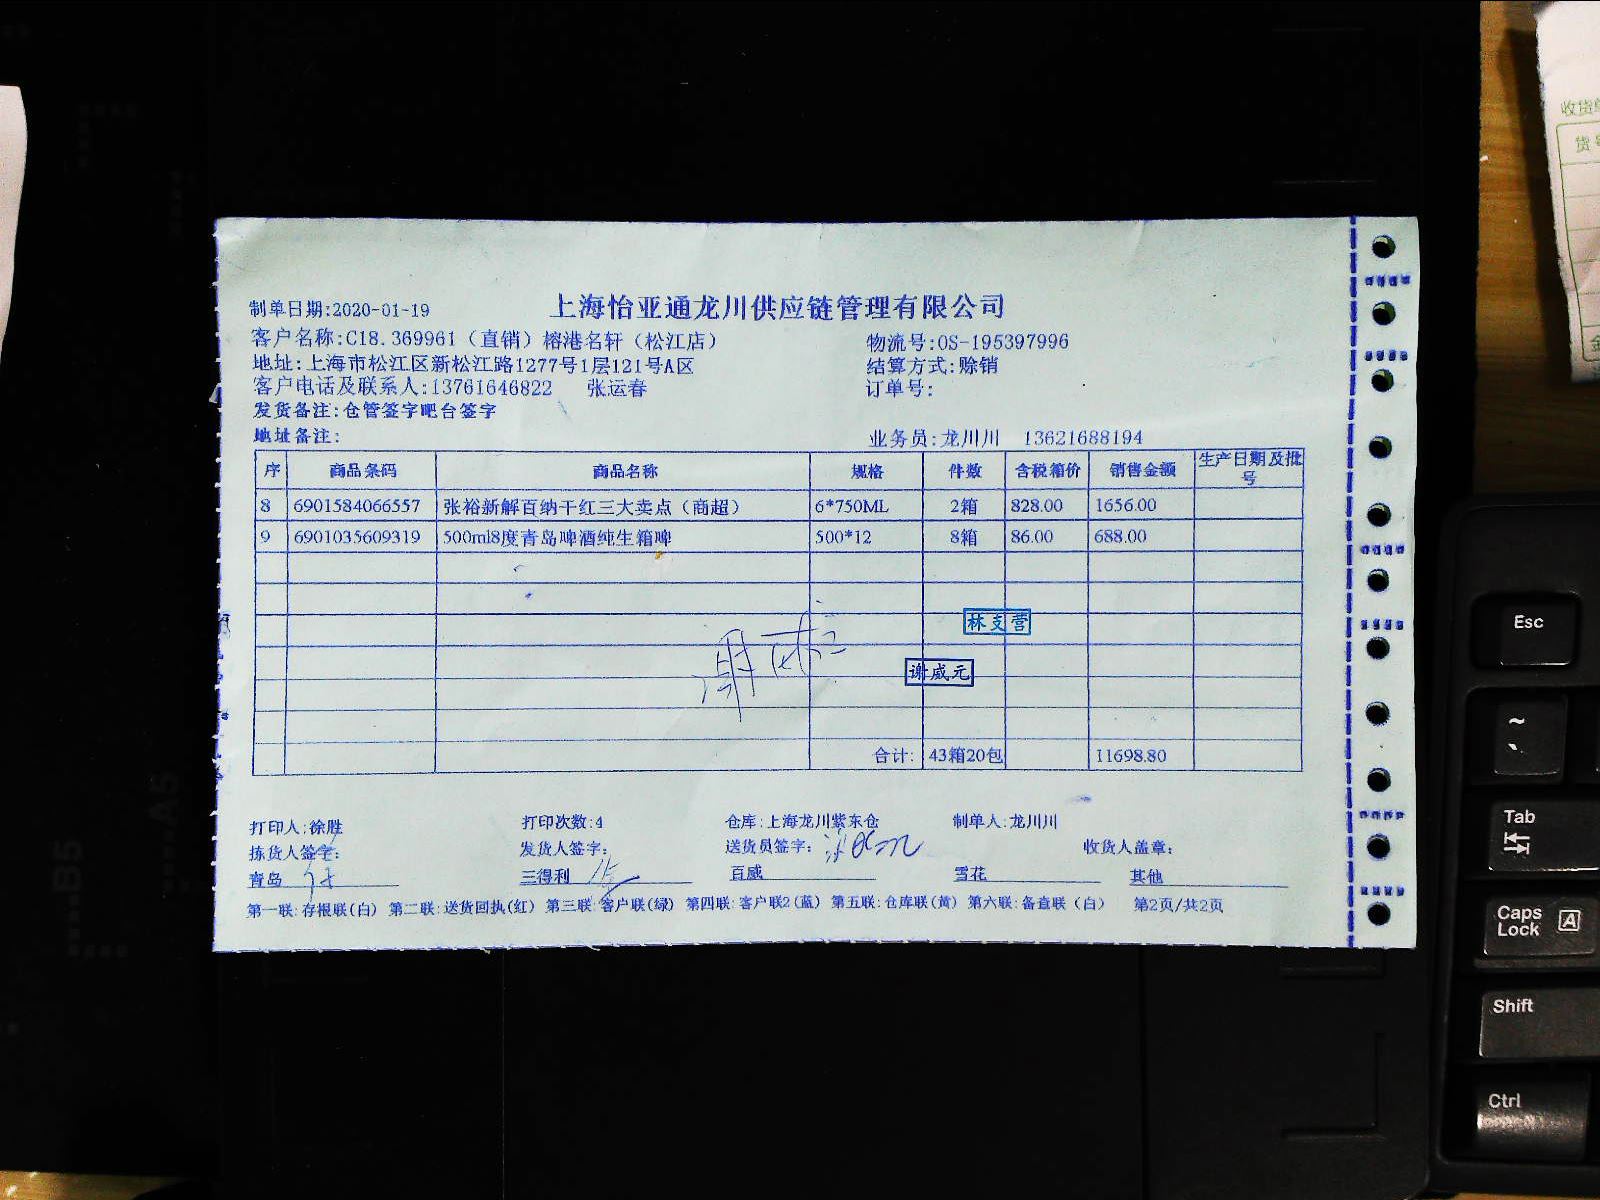 制单日期:2020-01-19 上海怡亚通龙川供应链管理有限公司
客户名称:C18.369961（直销）榕港名轩（松江店） 物流号:OS-195397996
地址:上海市松江区新松江路1277号1层121号A区 结算方式:赊销
客户电话及联系人:13761646822 张运春 订单号:
发货备注:仓管签字吧台签字
地址备注: 业务员:龙川川 13621688194
序 商品条码 商品名称 规格 件数 含税箱价 销售金额 生产日期及批号
8 6901584066557 张裕新解百纳干红三大卖点（商超） 6*750ML 2箱 828.00 1656.00
9 6901035609319 500ml8度青岛啤酒纯生箱啤 500*12 8箱 86.00 688.00
林支营
谢威元
合计: 43箱20包 11698.80
打印人:徐胜 打印次数:4 仓库:上海龙川紫东仓 制单人:龙川川
拣货人签字: 发货人签字: 送货员签字: 收货人盖章:
青岛 三得利 百威 雪花 其他
第一联:存根联(白) 第二联:送货回执(红) 第三联:客户联(绿) 第四联:客户联2(蓝) 第五联:仓库联(黄) 第六联:备查联（白） 第2页/共2页
收货
货号
Esc
~
Tab
Caps Lock A
Shift
Ctrl
A5
B5